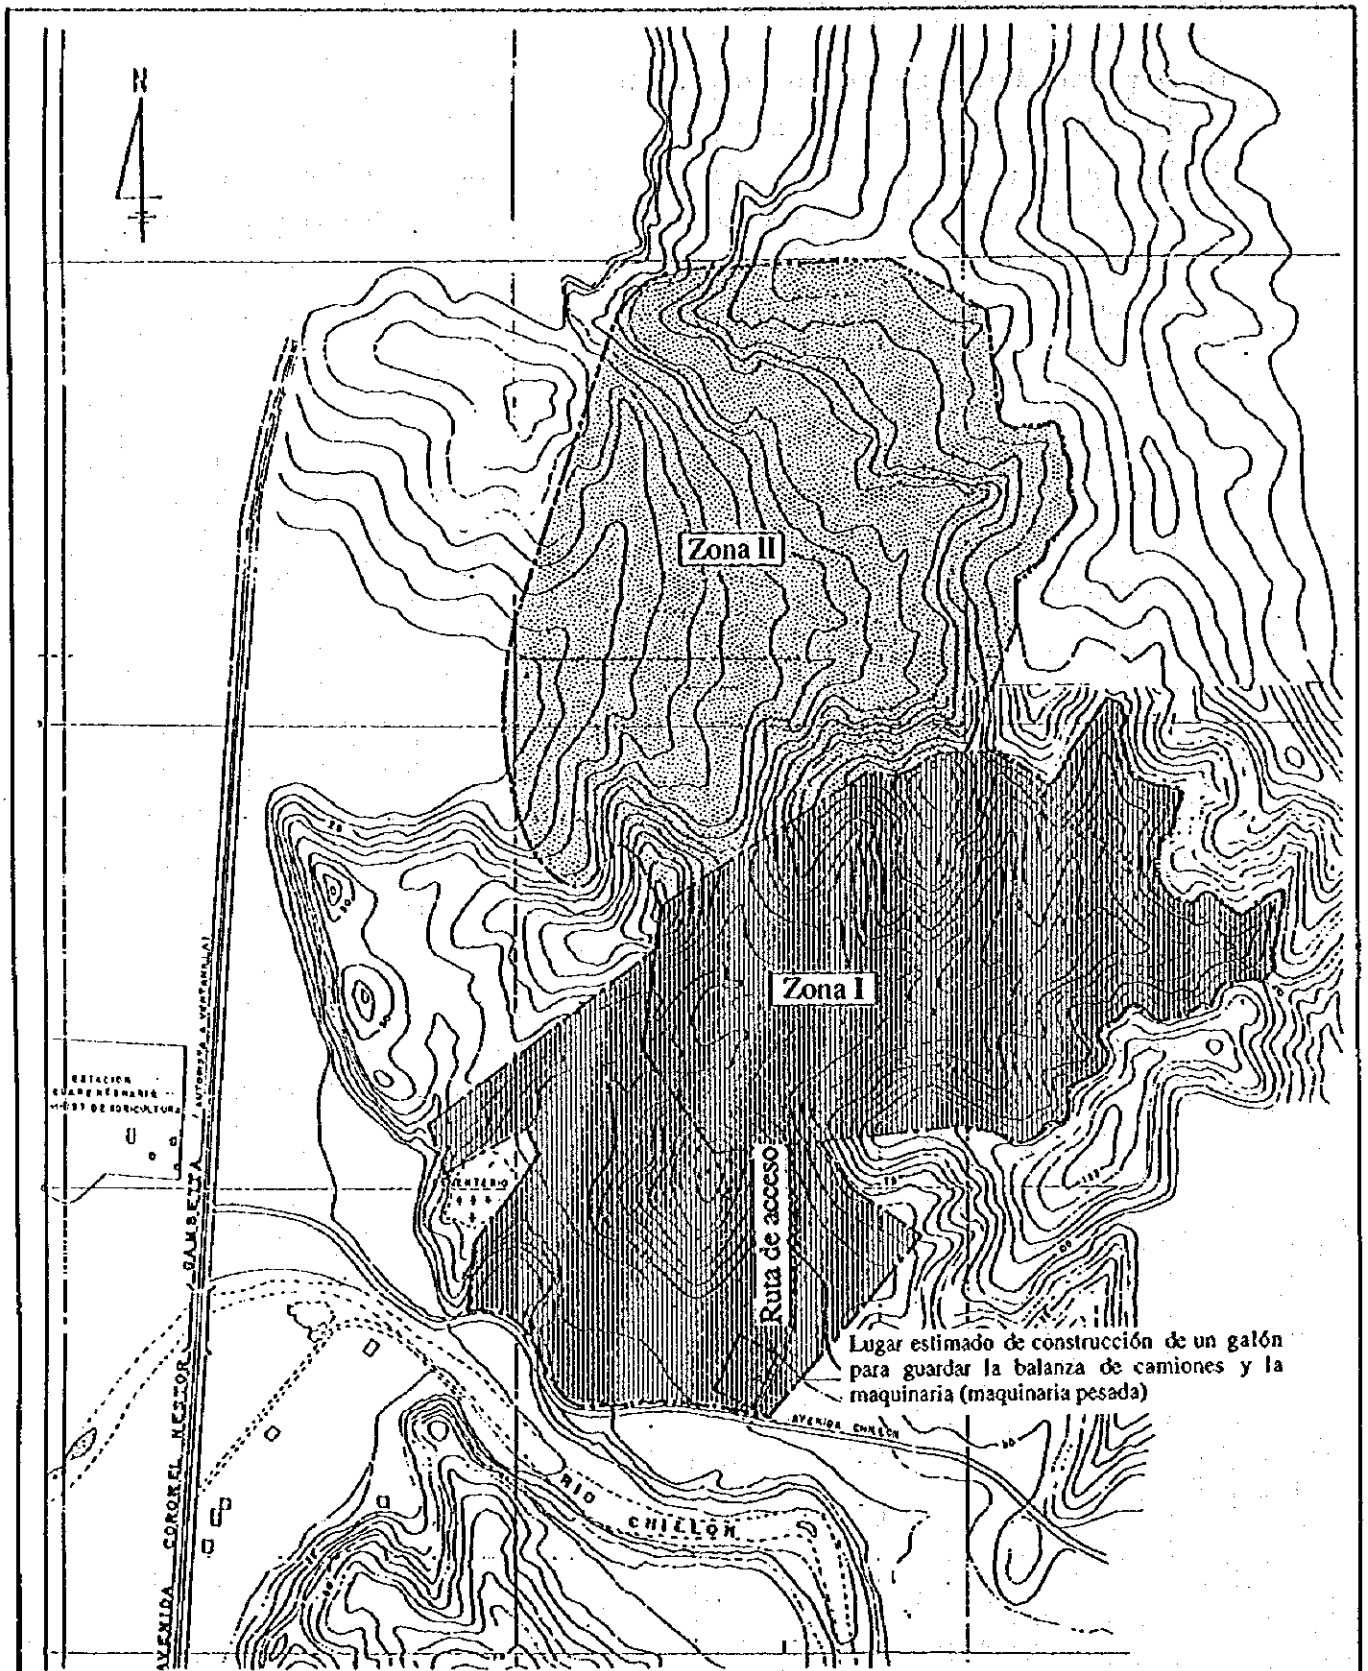 N
Zona II
Zona I
ESTACION
Ruta de acceso
Lugar estimado de construcción de un galón
para guardar la balanza de camiones y la
maquinaria (maquinaria pesada)
AVENIDA CHILLON
RIO CHILLON
AVENIDA CORONEL NESTOR GAMBETTA